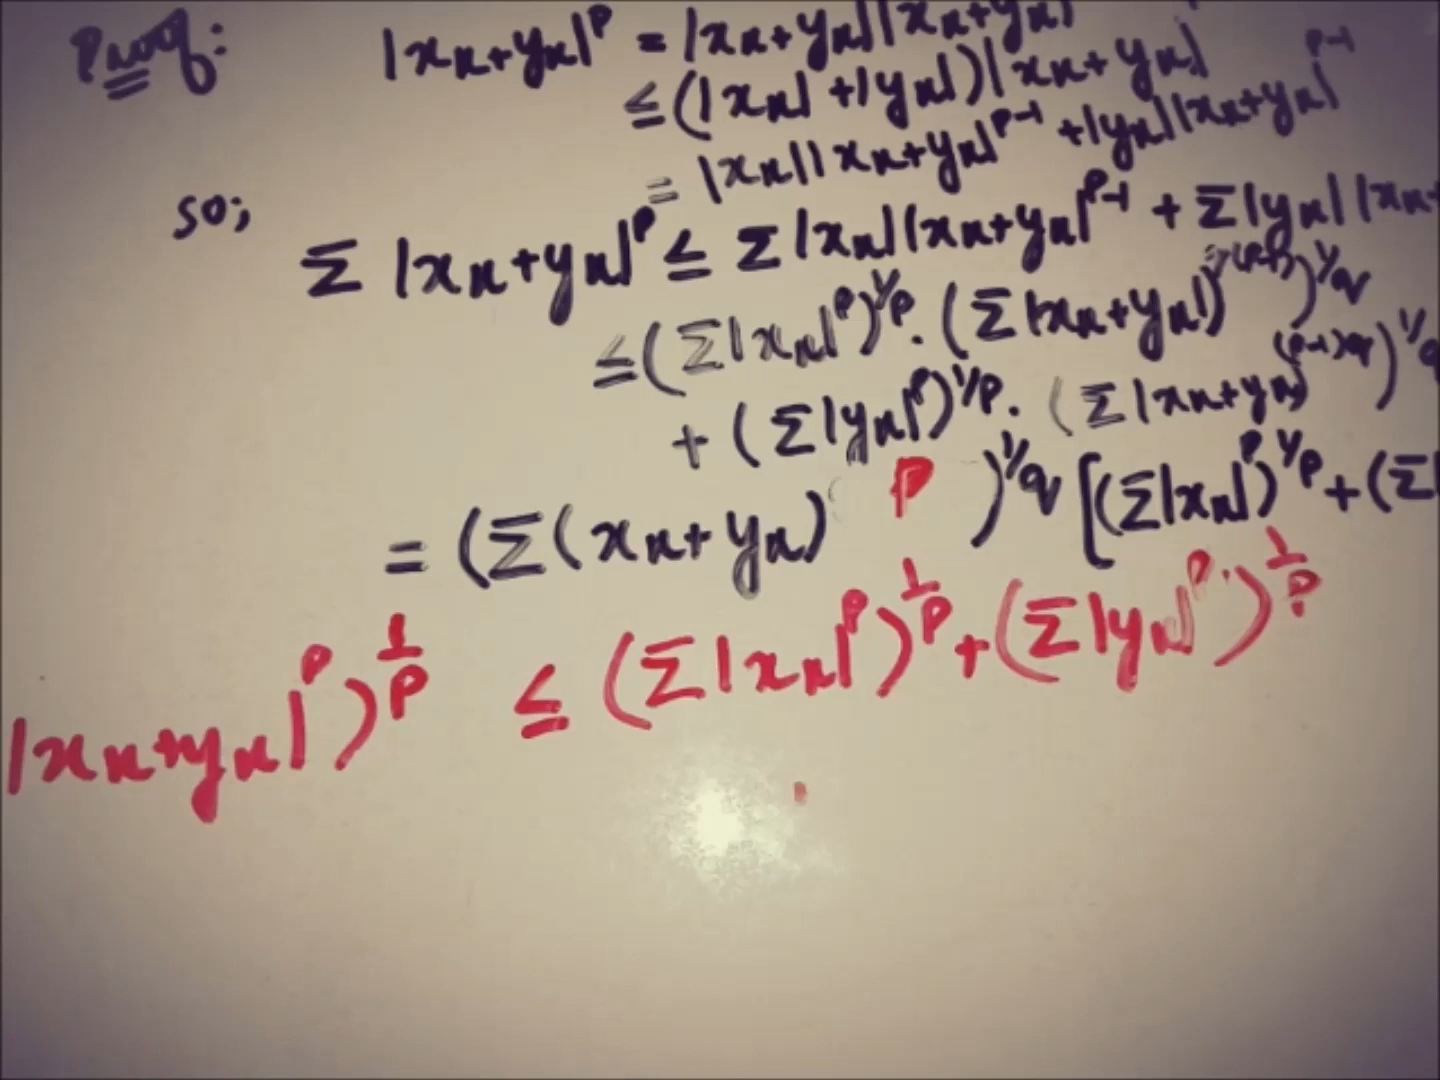 Proof: |xₙ+yₙ|ᵖ = |xₙ+yₙ||xₙ+yₙ|
≤ (|xₙ| + |yₙ|)|xₙ+yₙ|
= |xₙ||xₙ+yₙ|^{p-1} + |yₙ||xₙ+yₙ|^{p-1}
so;
Σ |xₙ+yₙ|^p ≤ Σ |xₙ||xₙ+yₙ|^{p-1} + Σ |yₙ| |xₙ+
≤ (Σ|xₙ|^p)^{1/p} . (Σ |xₙ+yₙ|) )^{1/q}
+ (Σ|yₙ|^p)^{1/p} . (Σ |xₙ+yₙ|^{(p-1)q})^{1/q}
= (Σ(xₙ+yₙ)^p)^{1/q} [(Σ|xₙ|^p)^{1/p} + (Σ|
|xₙ+yₙ|^p)^{1/p} ≤ (Σ|xₙ|^p)^{1/p} + (Σ|yₙ|^p)^{1/p}